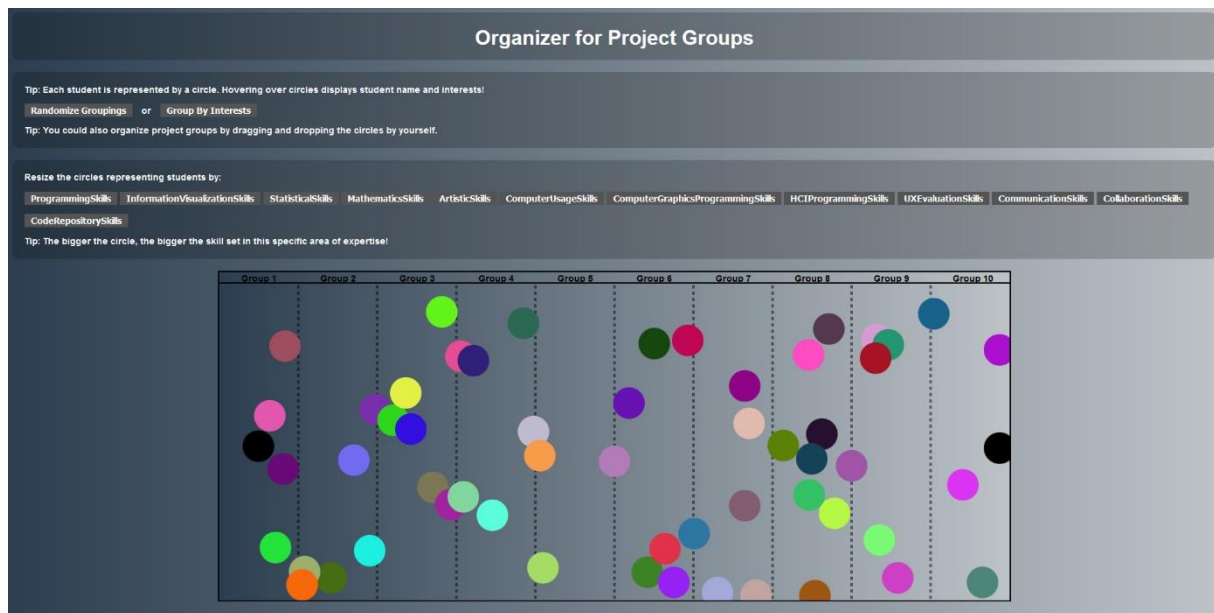 Organizer for Project Groups
Tip: Each student is represented by a circle. Hovering over circles displays student name and interests!
Randomize Groupings or Group By Interests
Tip: You could also organize project groups by dragging and dropping the circles by yourself.
Resize the circles representing students by:
ProgrammingSkills InformationVisualizationSkills StatisticalSkills MathematicsSkills ArtisticSkills ComputerUsageSkills ComputerGraphicsProgrammingSkills HCIProgrammingSkills UXEvaluationSkills CommunicationSkills CollaborationSkills
CodeRepositorySkills
Tip: The bigger the circle, the bigger the skill set in this specific area of expertise!
Group 1 Group 2 Group 3 Group 4 Group 5 Group 6 Group 7 Group 8 Group 9 Group 10